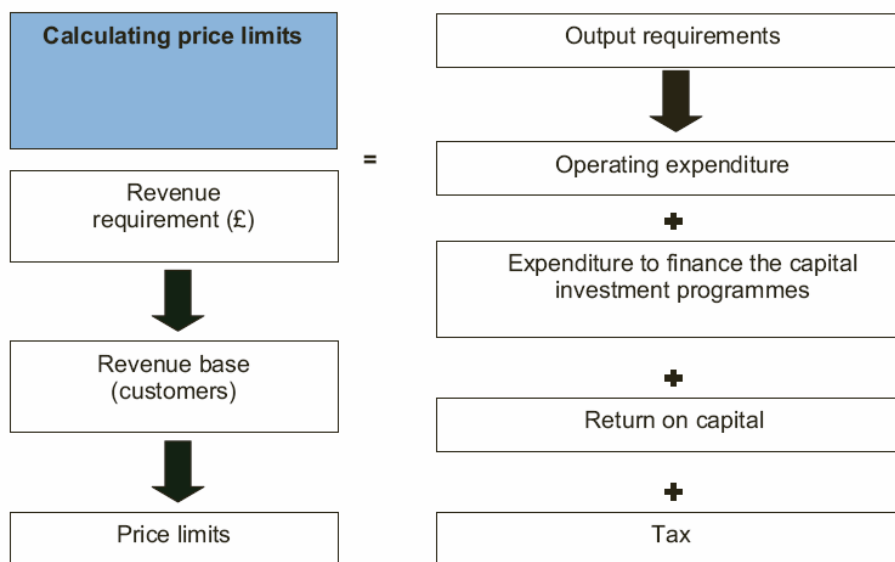 Calculating price limits
Revenue
requirement (£)
Revenue base
(customers)
Price limits
=
Output requirements
Operating expenditure
+
Expenditure to finance the capital
investment programmes
+
Return on capital
+
Tax